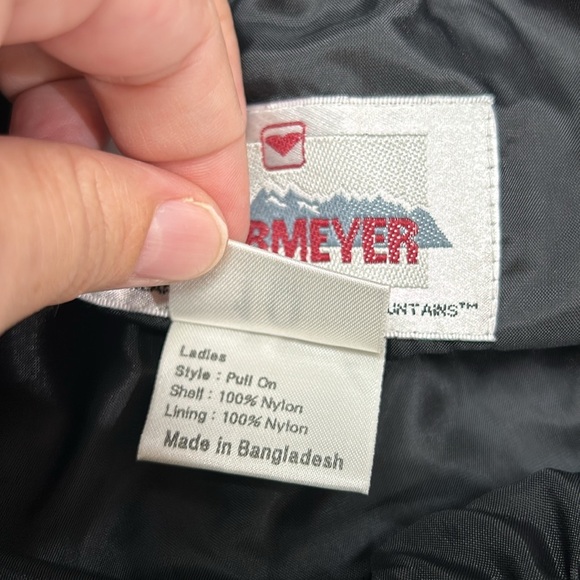 RMEYER
UNTAINS™
Ladies
Style : Pull On
Shell : 100% Nylon
Lining : 100% Nylon
Made in Bangladesh